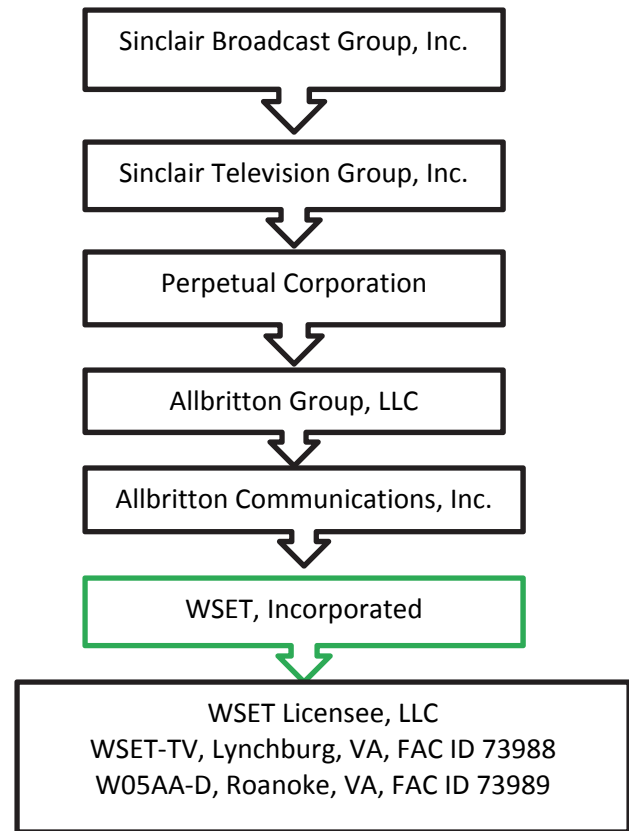 Sinclair Broadcast Group, Inc.
Sinclair Television Group, Inc.
Perpetual Corporation
Allbritton Group, LLC
Allbritton Communications, Inc.
WSET, Incorporated
WSET Licensee, LLC
WSET-TV, Lynchburg, VA, FAC ID 73988
W05AA-D, Roanoke, VA, FAC ID 73989